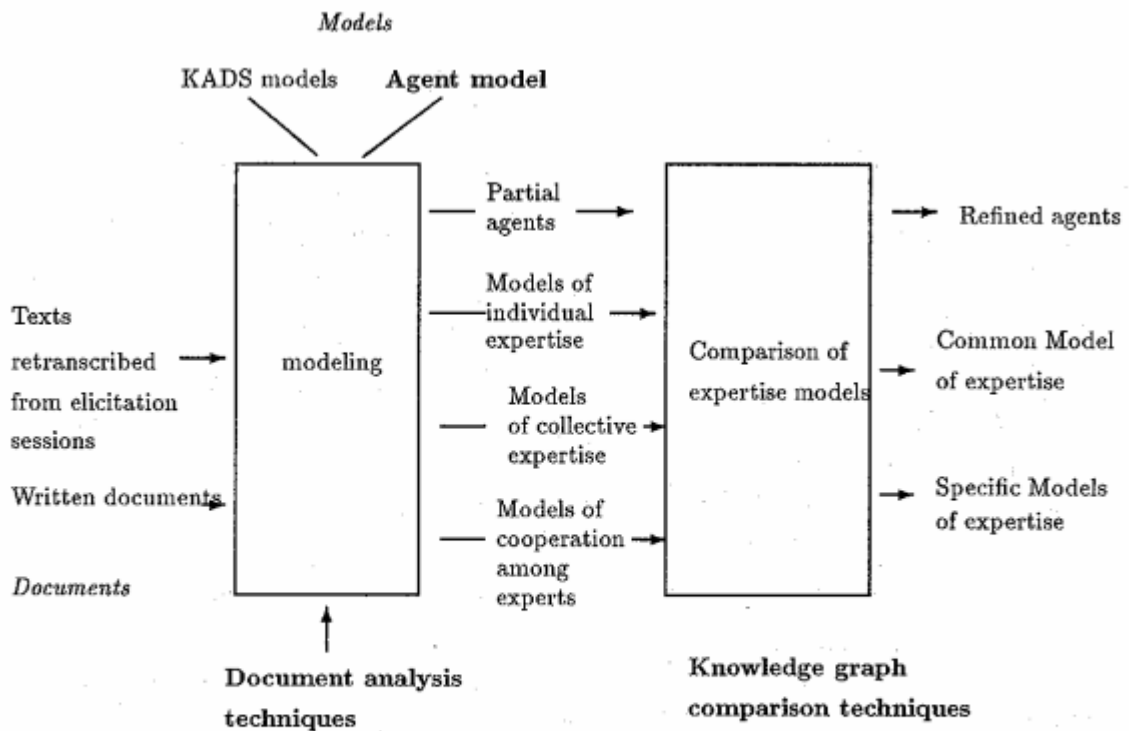 Models
KADS models
Agent model
Texts
retranscribed
from elicitation
sessions
Written documents
Documents
modeling
Document analysis
techniques
Partial
agents
Models of
individual
expertise
Models
of collective
expertise
Models of
cooperation
among
experts
Comparison of
expertise models
Knowledge graph
comparison techniques
Refined agents
Common Model
of expertise
Specific Models
of expertise